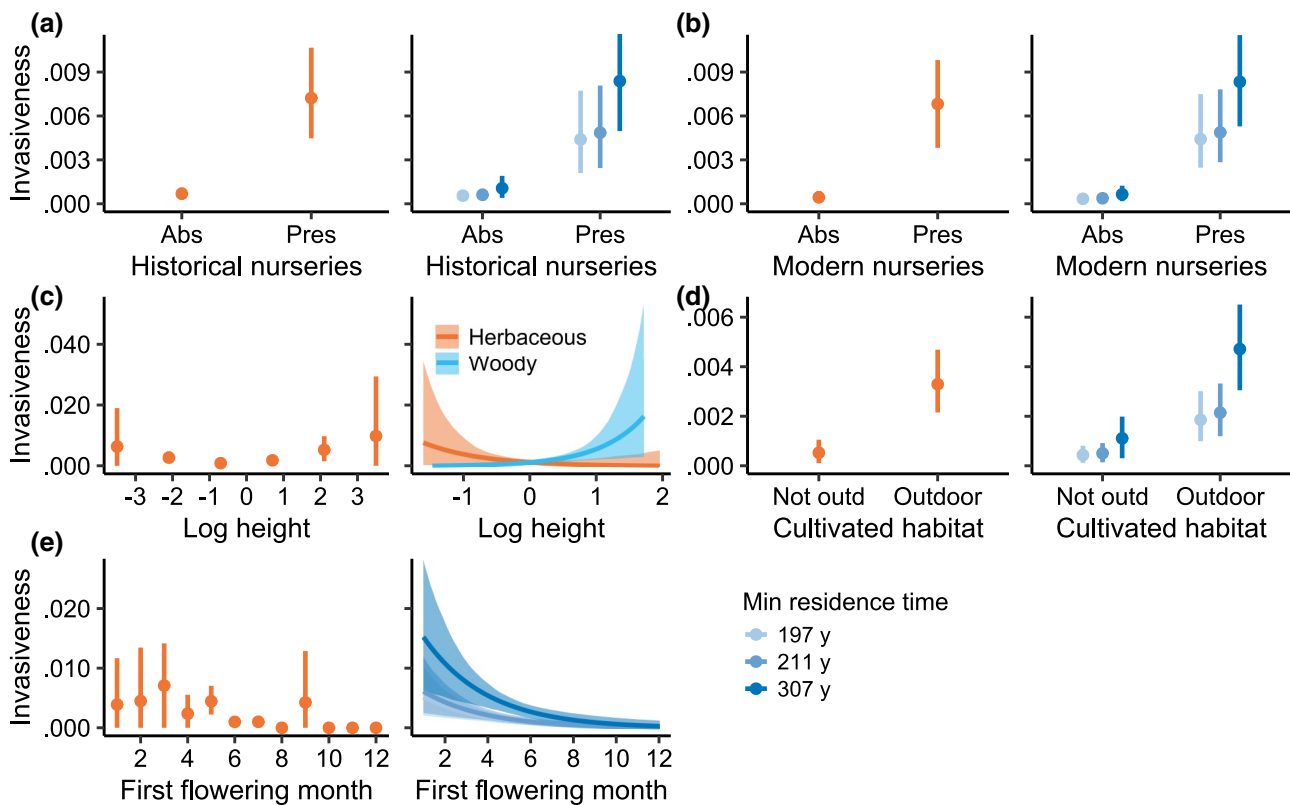 (a)
(b)
Invasiveness
.009
.006
.003
.000
Abs
Pres
Historical nurseries
Abs
Pres
Historical nurseries
.009
.006
.003
.000
Abs
Pres
Modern nurseries
Abs
Pres
Modern nurseries
(c)
(d)
Invasiveness
.040
.020
.000
-3
-2
-1
0
1
2
3
Log height
Herbaceous
Woody
-1
0
1
2
Log height
.006
.004
.002
.000
Not outd
Outdoor
Cultivated habitat
Not outd
Outdoor
Cultivated habitat
(e)
Invasiveness
.020
.010
.000
2
4
6
8
10
12
First flowering month
2
4
6
8
10
12
First flowering month
Min residence time
197 y
211 y
307 y